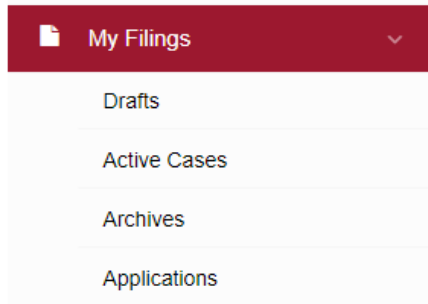 My Filings
Drafts
Active Cases
Archives
Applications